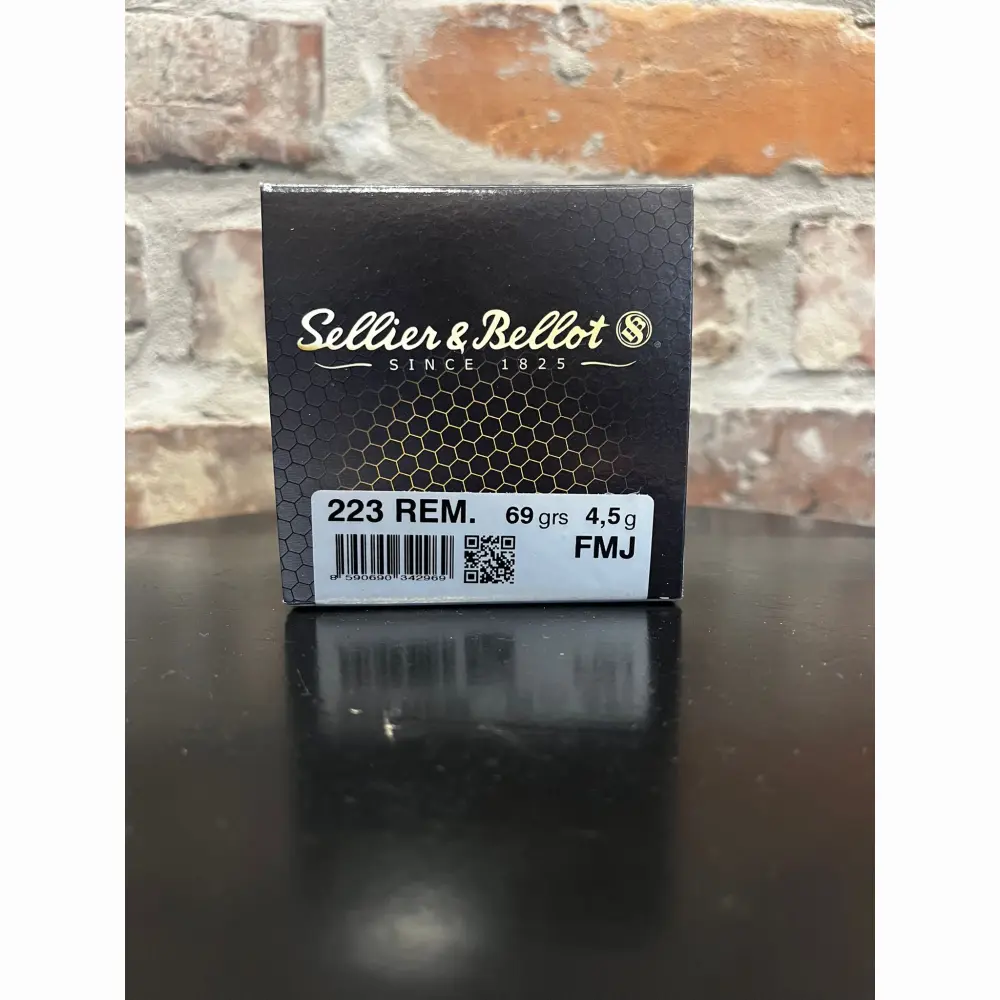 Sellier & Bellot
SINCE 1825
223 REM. 69 grs 4,5 g
FMJ
8 590690 342969